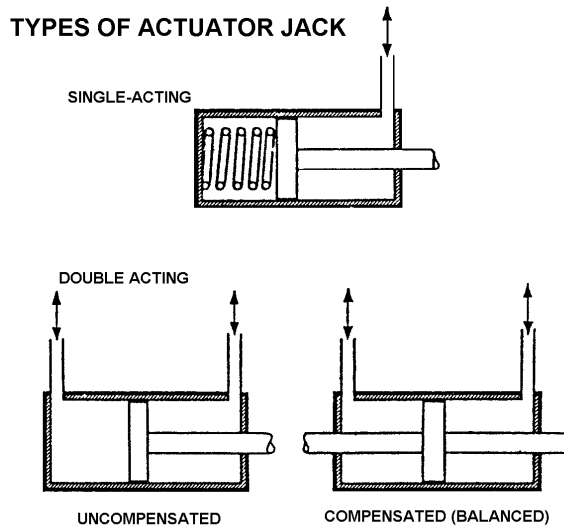 TYPES OF ACTUATOR JACK
SINGLE-ACTING
DOUBLE ACTING
UNCOMPENSATED
COMPENSATED (BALANCED)